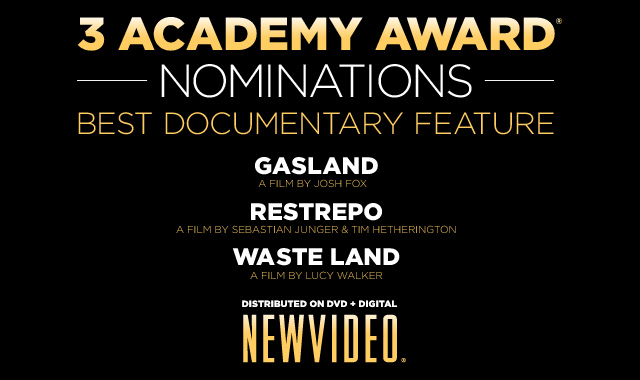 3 ACADEMY AWARD®
NOMINATIONS
BEST DOCUMENTARY FEATURE
GASLAND
A FILM BY JOSH FOX
RESTREPO
A FILM BY SEBASTIAN JUNGER & TIM HETHERINGTON
WASTE LAND
A FILM BY LUCY WALKER
DISTRIBUTED ON DVD + DIGITAL
NEWVIDEO®